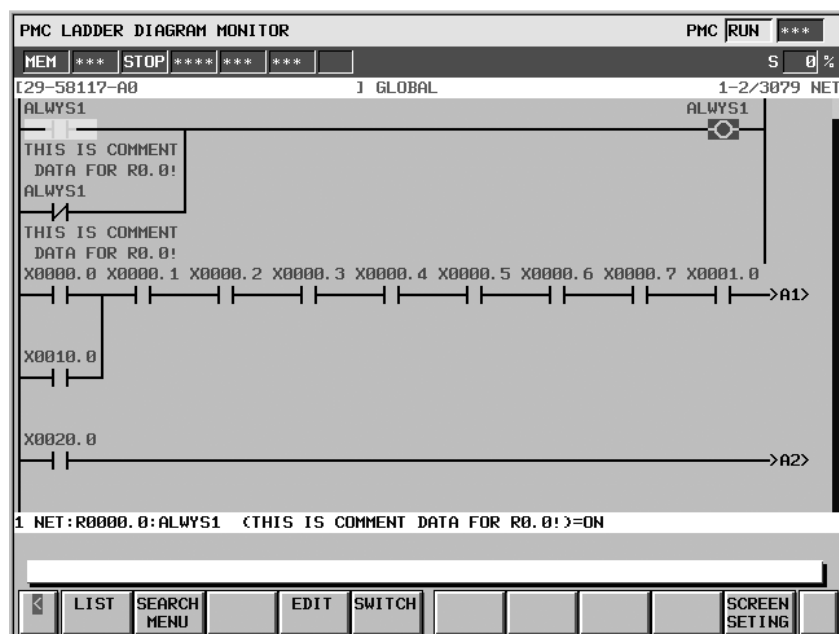 PMC LADDER DIAGRAM MONITOR PMC RUN ***
MEM *** STOP **** *** *** S 0 %
[29-58117-A0 ] GLOBAL 1-2/3079 NET
ALWYS1 ALWYS1
THIS IS COMMENT
DATA FOR R0.0!
ALWYS1
THIS IS COMMENT
DATA FOR R0.0!
X0000.0 X0000.1 X0000.2 X0000.3 X0000.4 X0000.5 X0000.6 X0000.7 X0001.0
>A1>
X0010.0
X0020.0
>A2>
1 NET:R0000.0:ALWYS1 (THIS IS COMMENT DATA FOR R0.0!)=ON
< LIST SEARCH MENU EDIT SWITCH SCREEN SETING